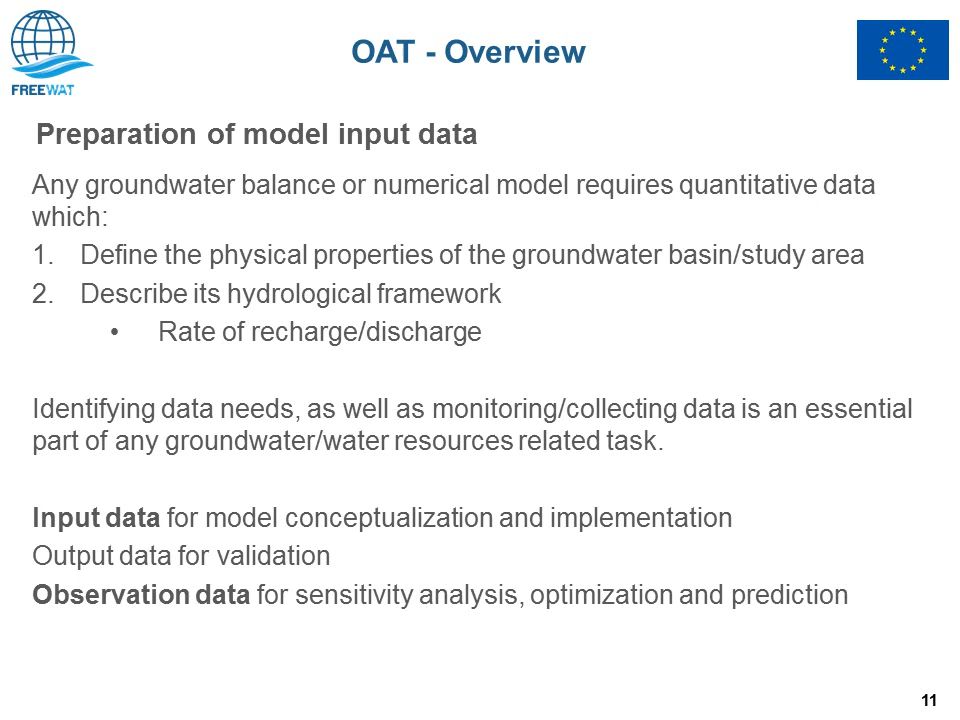 FREEWAT
OAT - Overview
Preparation of model input data
Any groundwater balance or numerical model requires quantitative data
which:
1. Define the physical properties of the groundwater basin/study area
2. Describe its hydrological framework
• Rate of recharge/discharge
Identifying data needs, as well as monitoring/collecting data is an essential
part of any groundwater/water resources related task.
Input data for model conceptualization and implementation
Output data for validation
Observation data for sensitivity analysis, optimization and prediction
11